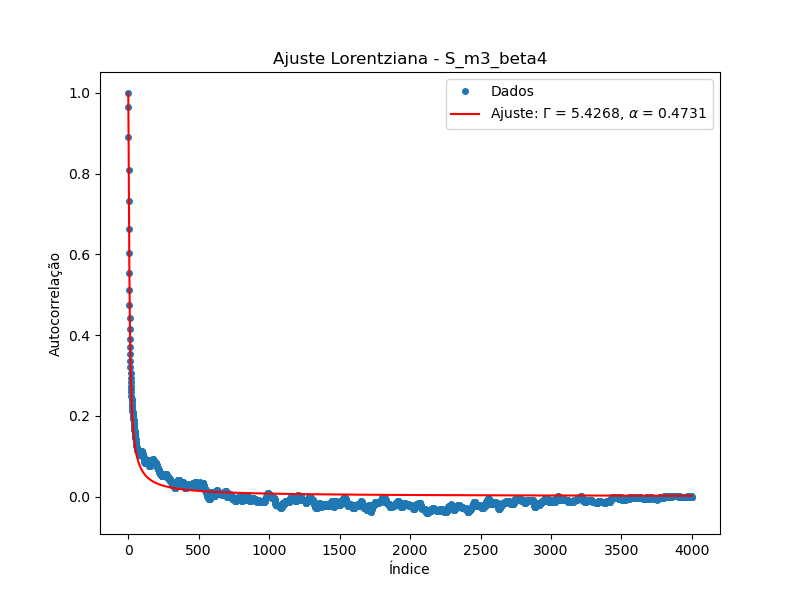 Ajuste Lorentziana - S_m3_beta4
Dados
Ajuste: Γ = 5.4268, α = 0.4731
1.0
0.8
0.6
0.4
0.2
0.0
Autocorrelação
0 500 1000 1500 2000 2500 3000 3500 4000
Índice